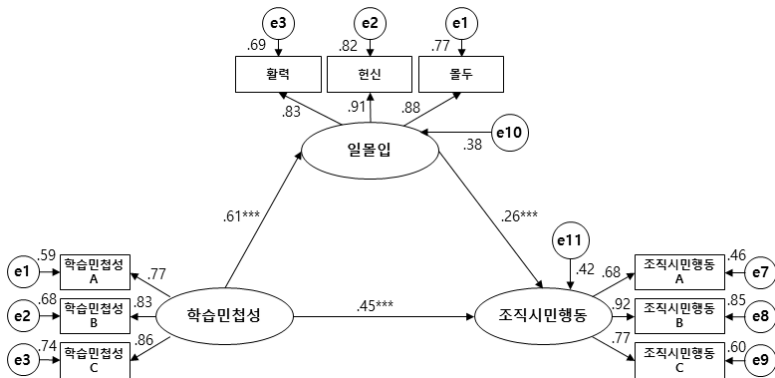 e3 e2 e1
.69 .82 .77
활력 헌신 몰두
.83 .91 .88
일몰입
e10
.38
.61*** .26***
e11
.42
.59 학습민첩성 .68 조직시민행동 .46
e1 A .77 A e7
.68 학습민첩성 .83 학습민첩성 .45*** 조직시민행동 .92 조직시민행동 .85
e2 B B e8
.74 학습민첩성 .86 .77 조직시민행동 .60
e3 C C e9